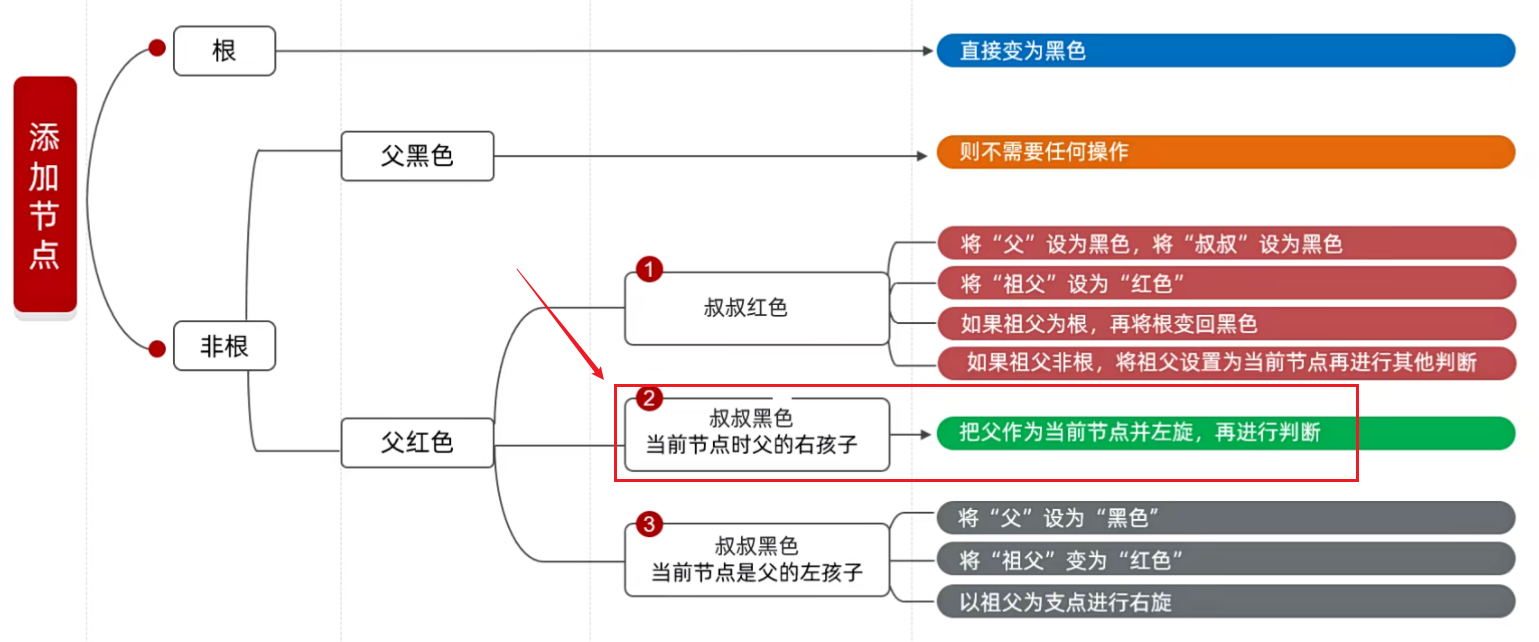 添加节点
根
直接变为黑色
父黑色
则不需要任何操作
非根
父红色
1
叔叔红色
将“父”设为黑色，将“叔叔”设为黑色
将“祖父”设为“红色”
如果祖父为根，再将根变回黑色
如果祖父非根，将祖父设置为当前节点再进行其他判断
2
叔叔黑色
当前节点时父的右孩子
把父作为当前节点并左旋，再进行判断
3
叔叔黑色
当前节点是父的左孩子
将“父”设为“黑色”
将“祖父”变为“红色”
以祖父为支点进行右旋